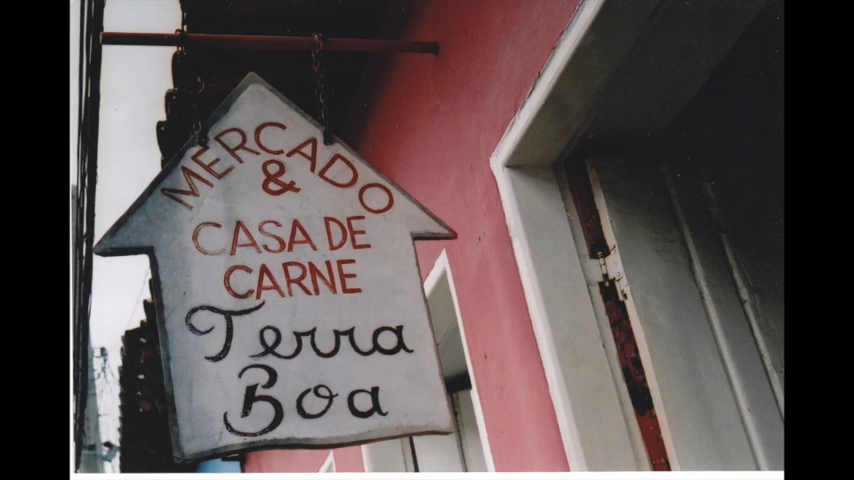 MERCADO
&
CASA DE
CARNE
Terra
Boa